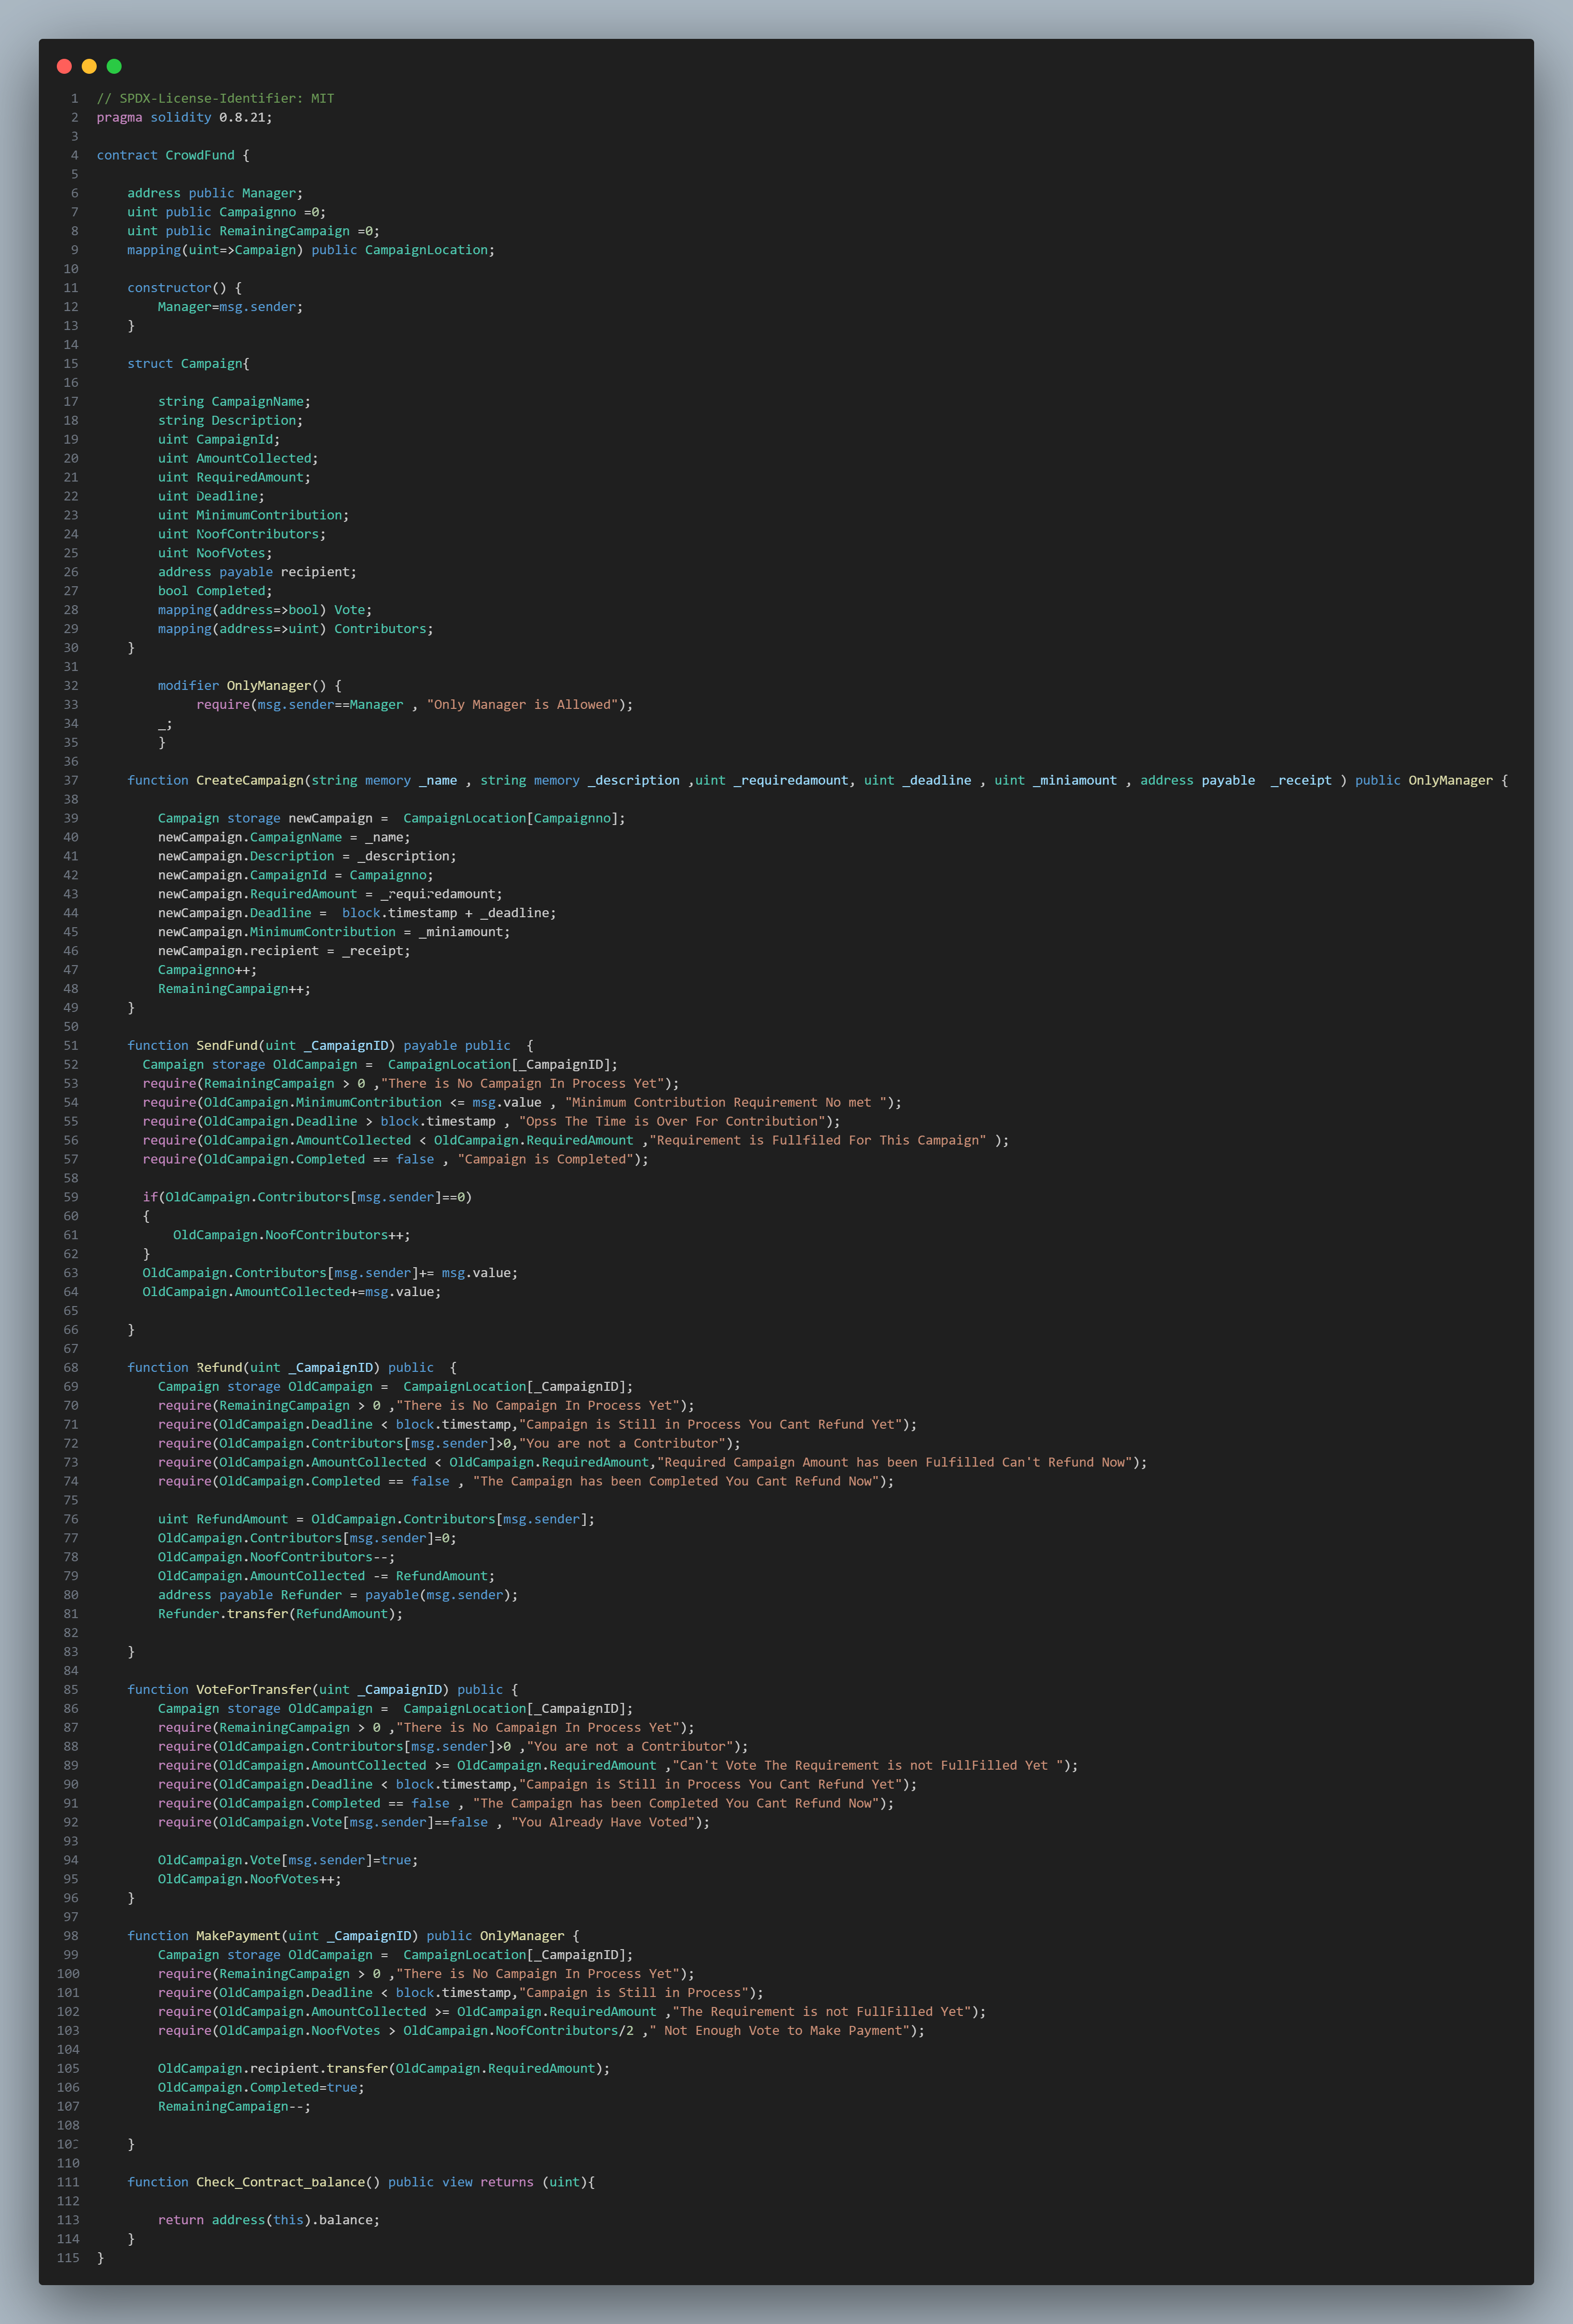 1 // SPDX-License-Identifier: MIT
2 pragma solidity 0.8.21;
3
4 contract CrowdFund {
5
6     address public Manager;
7     uint public Campaignno =0;
8     uint public RemainingCampaign =0;
9     mapping(uint=>Campaign) public CampaignLocation;
10
11     constructor() {
12         Manager=msg.sender;
13     }
14
15     struct Campaign{
16
17         string CampaignName;
18         string Description;
19         uint CampaignId;
20         uint AmountCollected;
21         uint RequiredAmount;
22         uint Deadline;
23         uint MinimumContribution;
24         uint NoofContributors;
25         uint NoofVotes;
26         address payable recipient;
27         bool Completed;
28         mapping(address=>bool) Vote;
29         mapping(address=>uint) Contributors;
30     }
31
32         modifier OnlyManager() {
33              require(msg.sender==Manager , "Only Manager is Allowed");
34         _;
35         }
36
37     function CreateCampaign(string memory _name , string memory _description ,uint _requiredamount, uint _deadline , uint _miniamount , address payable  _receipt ) public OnlyManager {
38
39         Campaign storage newCampaign =  CampaignLocation[Campaignno];
40         newCampaign.CampaignName = _name;
41         newCampaign.Description = _description;
42         newCampaign.CampaignId = Campaignno;
43         newCampaign.RequiredAmount = _requiredamount;
44         newCampaign.Deadline =  block.timestamp + _deadline;
45         newCampaign.MinimumContribution = _miniamount;
46         newCampaign.recipient = _receipt;
47         Campaignno++;
48         RemainingCampaign++;
49     }
50
51     function SendFund(uint _CampaignID) payable public  {
52       Campaign storage OldCampaign =  CampaignLocation[_CampaignID];
53       require(RemainingCampaign > 0 ,"There is No Campaign In Process Yet");
54       require(OldCampaign.MinimumContribution <= msg.value , "Minimum Contribution Requirement No met ");
55       require(OldCampaign.Deadline > block.timestamp , "Opss The Time is Over For Contribution");
56       require(OldCampaign.AmountCollected < OldCampaign.RequiredAmount ,"Requirement is Fullfiled For This Campaign" );
57       require(OldCampaign.Completed == false , "Campaign is Completed");
58
59       if(OldCampaign.Contributors[msg.sender]==0)
60       {
61           OldCampaign.NoofContributors++;
62       }
63       OldCampaign.Contributors[msg.sender]+= msg.value;
64       OldCampaign.AmountCollected+=msg.value;
65
66     }
67
68     function Refund(uint _CampaignID) public  {
69         Campaign storage OldCampaign =  CampaignLocation[_CampaignID];
70         require(RemainingCampaign > 0 ,"There is No Campaign In Process Yet");
71         require(OldCampaign.Deadline < block.timestamp,"Campaign is Still in Process You Cant Refund Yet");
72         require(OldCampaign.Contributors[msg.sender]>0,"You are not a Contributor");
73         require(OldCampaign.AmountCollected < OldCampaign.RequiredAmount,"Required Campaign Amount has been Fulfilled Can't Refund Now");
74         require(OldCampaign.Completed == false , "The Campaign has been Completed You Cant Refund Now");
75
76         uint RefundAmount = OldCampaign.Contributors[msg.sender];
77         OldCampaign.Contributors[msg.sender]=0;
78         OldCampaign.NoofContributors--;
79         OldCampaign.AmountCollected -= RefundAmount;
80         address payable Refunder = payable(msg.sender);
81         Refunder.transfer(RefundAmount);
82
83     }
84
85     function VoteForTransfer(uint _CampaignID) public {
86         Campaign storage OldCampaign =  CampaignLocation[_CampaignID];
87         require(RemainingCampaign > 0 ,"There is No Campaign In Process Yet");
88         require(OldCampaign.Contributors[msg.sender]>0 ,"You are not a Contributor");
89         require(OldCampaign.AmountCollected >= OldCampaign.RequiredAmount ,"Can't Vote The Requirement is not FullFilled Yet ");
90         require(OldCampaign.Deadline < block.timestamp,"Campaign is Still in Process You Cant Refund Yet");
91         require(OldCampaign.Completed == false , "The Campaign has been Completed You Cant Refund Now");
92         require(OldCampaign.Vote[msg.sender]==false , "You Already Have Voted");
93
94         OldCampaign.Vote[msg.sender]=true;
95         OldCampaign.NoofVotes++;
96     }
97
98     function MakePayment(uint _CampaignID) public OnlyManager {
99         Campaign storage OldCampaign =  CampaignLocation[_CampaignID];
100         require(RemainingCampaign > 0 ,"There is No Campaign In Process Yet");
101         require(OldCampaign.Deadline < block.timestamp,"Campaign is Still in Process");
102         require(OldCampaign.AmountCollected >= OldCampaign.RequiredAmount ,"The Requirement is not FullFilled Yet");
103         require(OldCampaign.NoofVotes > OldCampaign.NoofContributors/2 ," Not Enough Vote to Make Payment");
104
105         OldCampaign.recipient.transfer(OldCampaign.RequiredAmount);
106         OldCampaign.Completed=true;
107         RemainingCampaign--;
108
109     }
110
111     function Check_Contract_balance() public view returns (uint){
112
113         return address(this).balance;
114     }
115 }